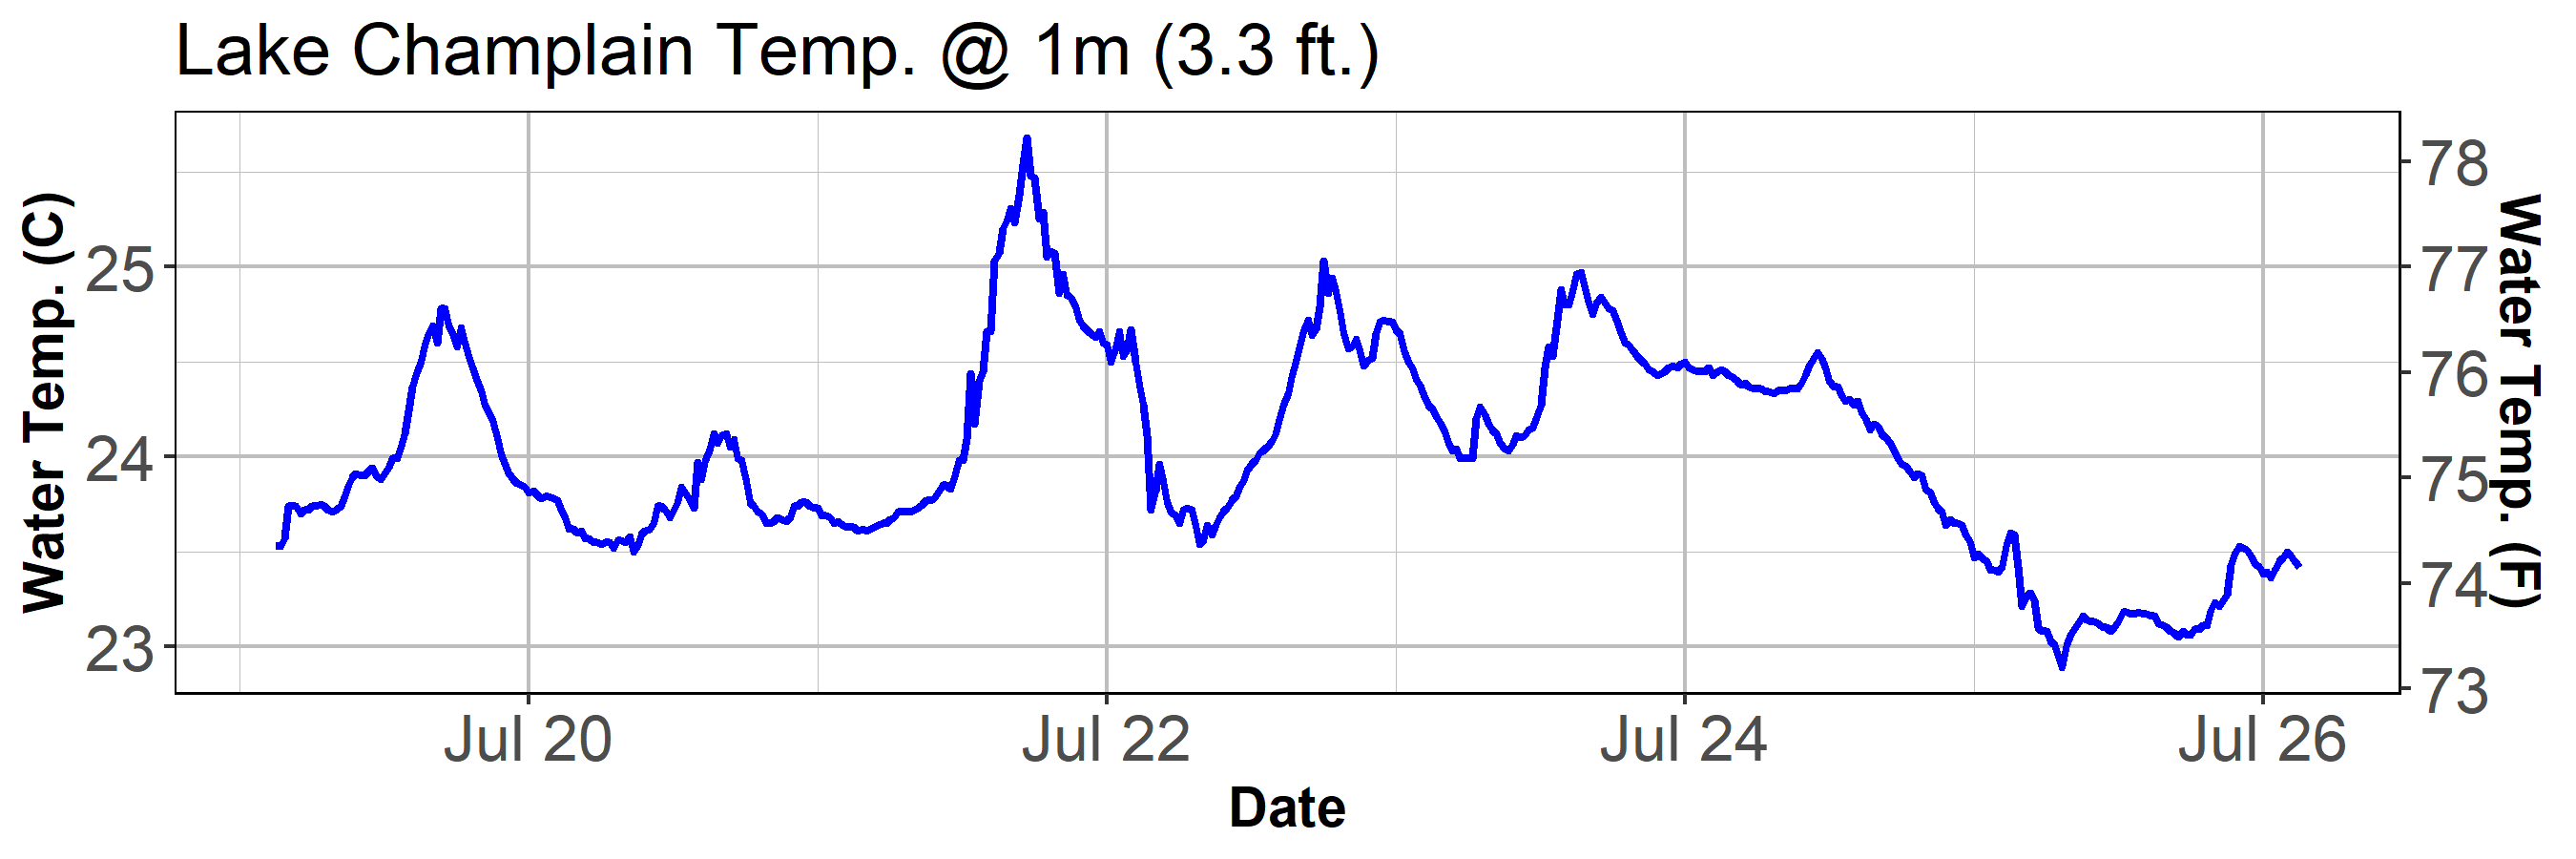 Lake Champlain Temp. @ 1m (3.3 ft.)
Water Temp. (C)
25
24
23
78
77
76
75
74
73
Water Temp. (F)
Jul 20
Jul 22
Jul 24
Jul 26
Date